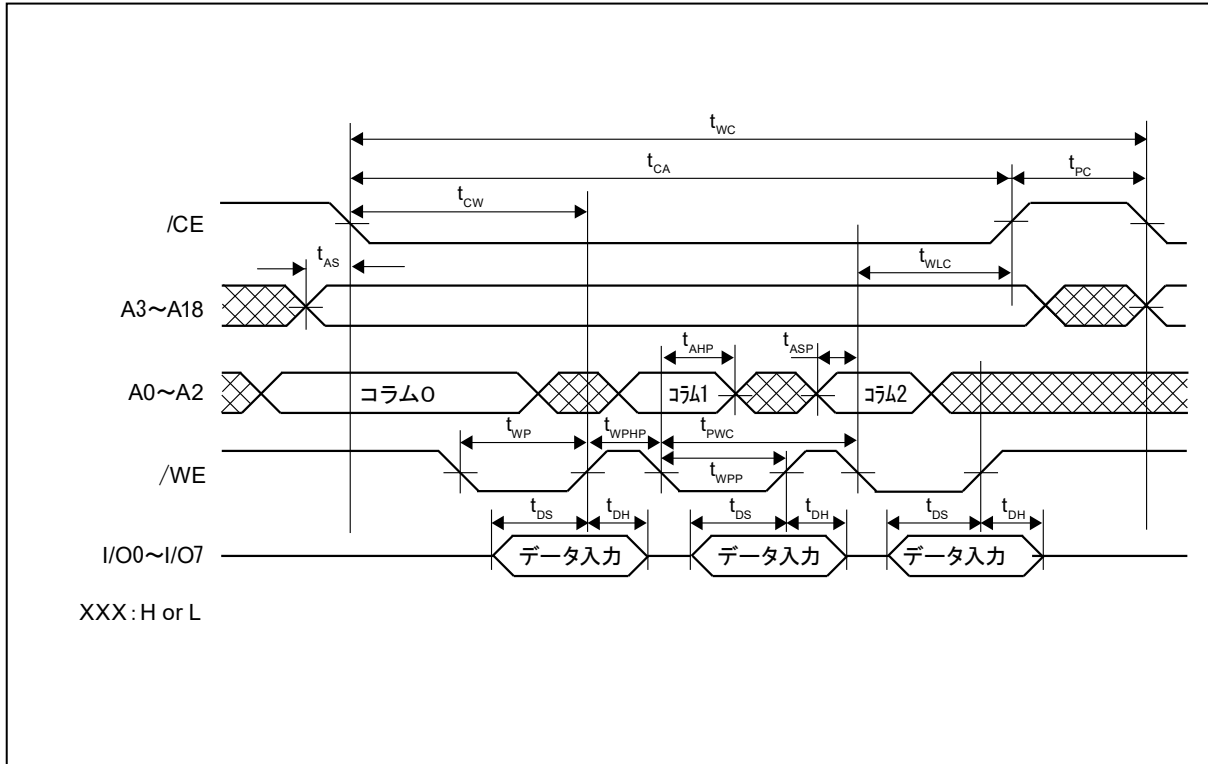 tWC
tCA
tPC
tCW
/CE
tAS
tWLC
A3～A18
tAHP
tASP
A0～A2
コラム0
コラム1
コラム2
tWP
tWPHP
tPWC
/WE
tWPP
tDS
tDH
tDS
tDH
tDS
tDH
I/O0～I/O7
データ入力
データ入力
データ入力
XXX : H or L